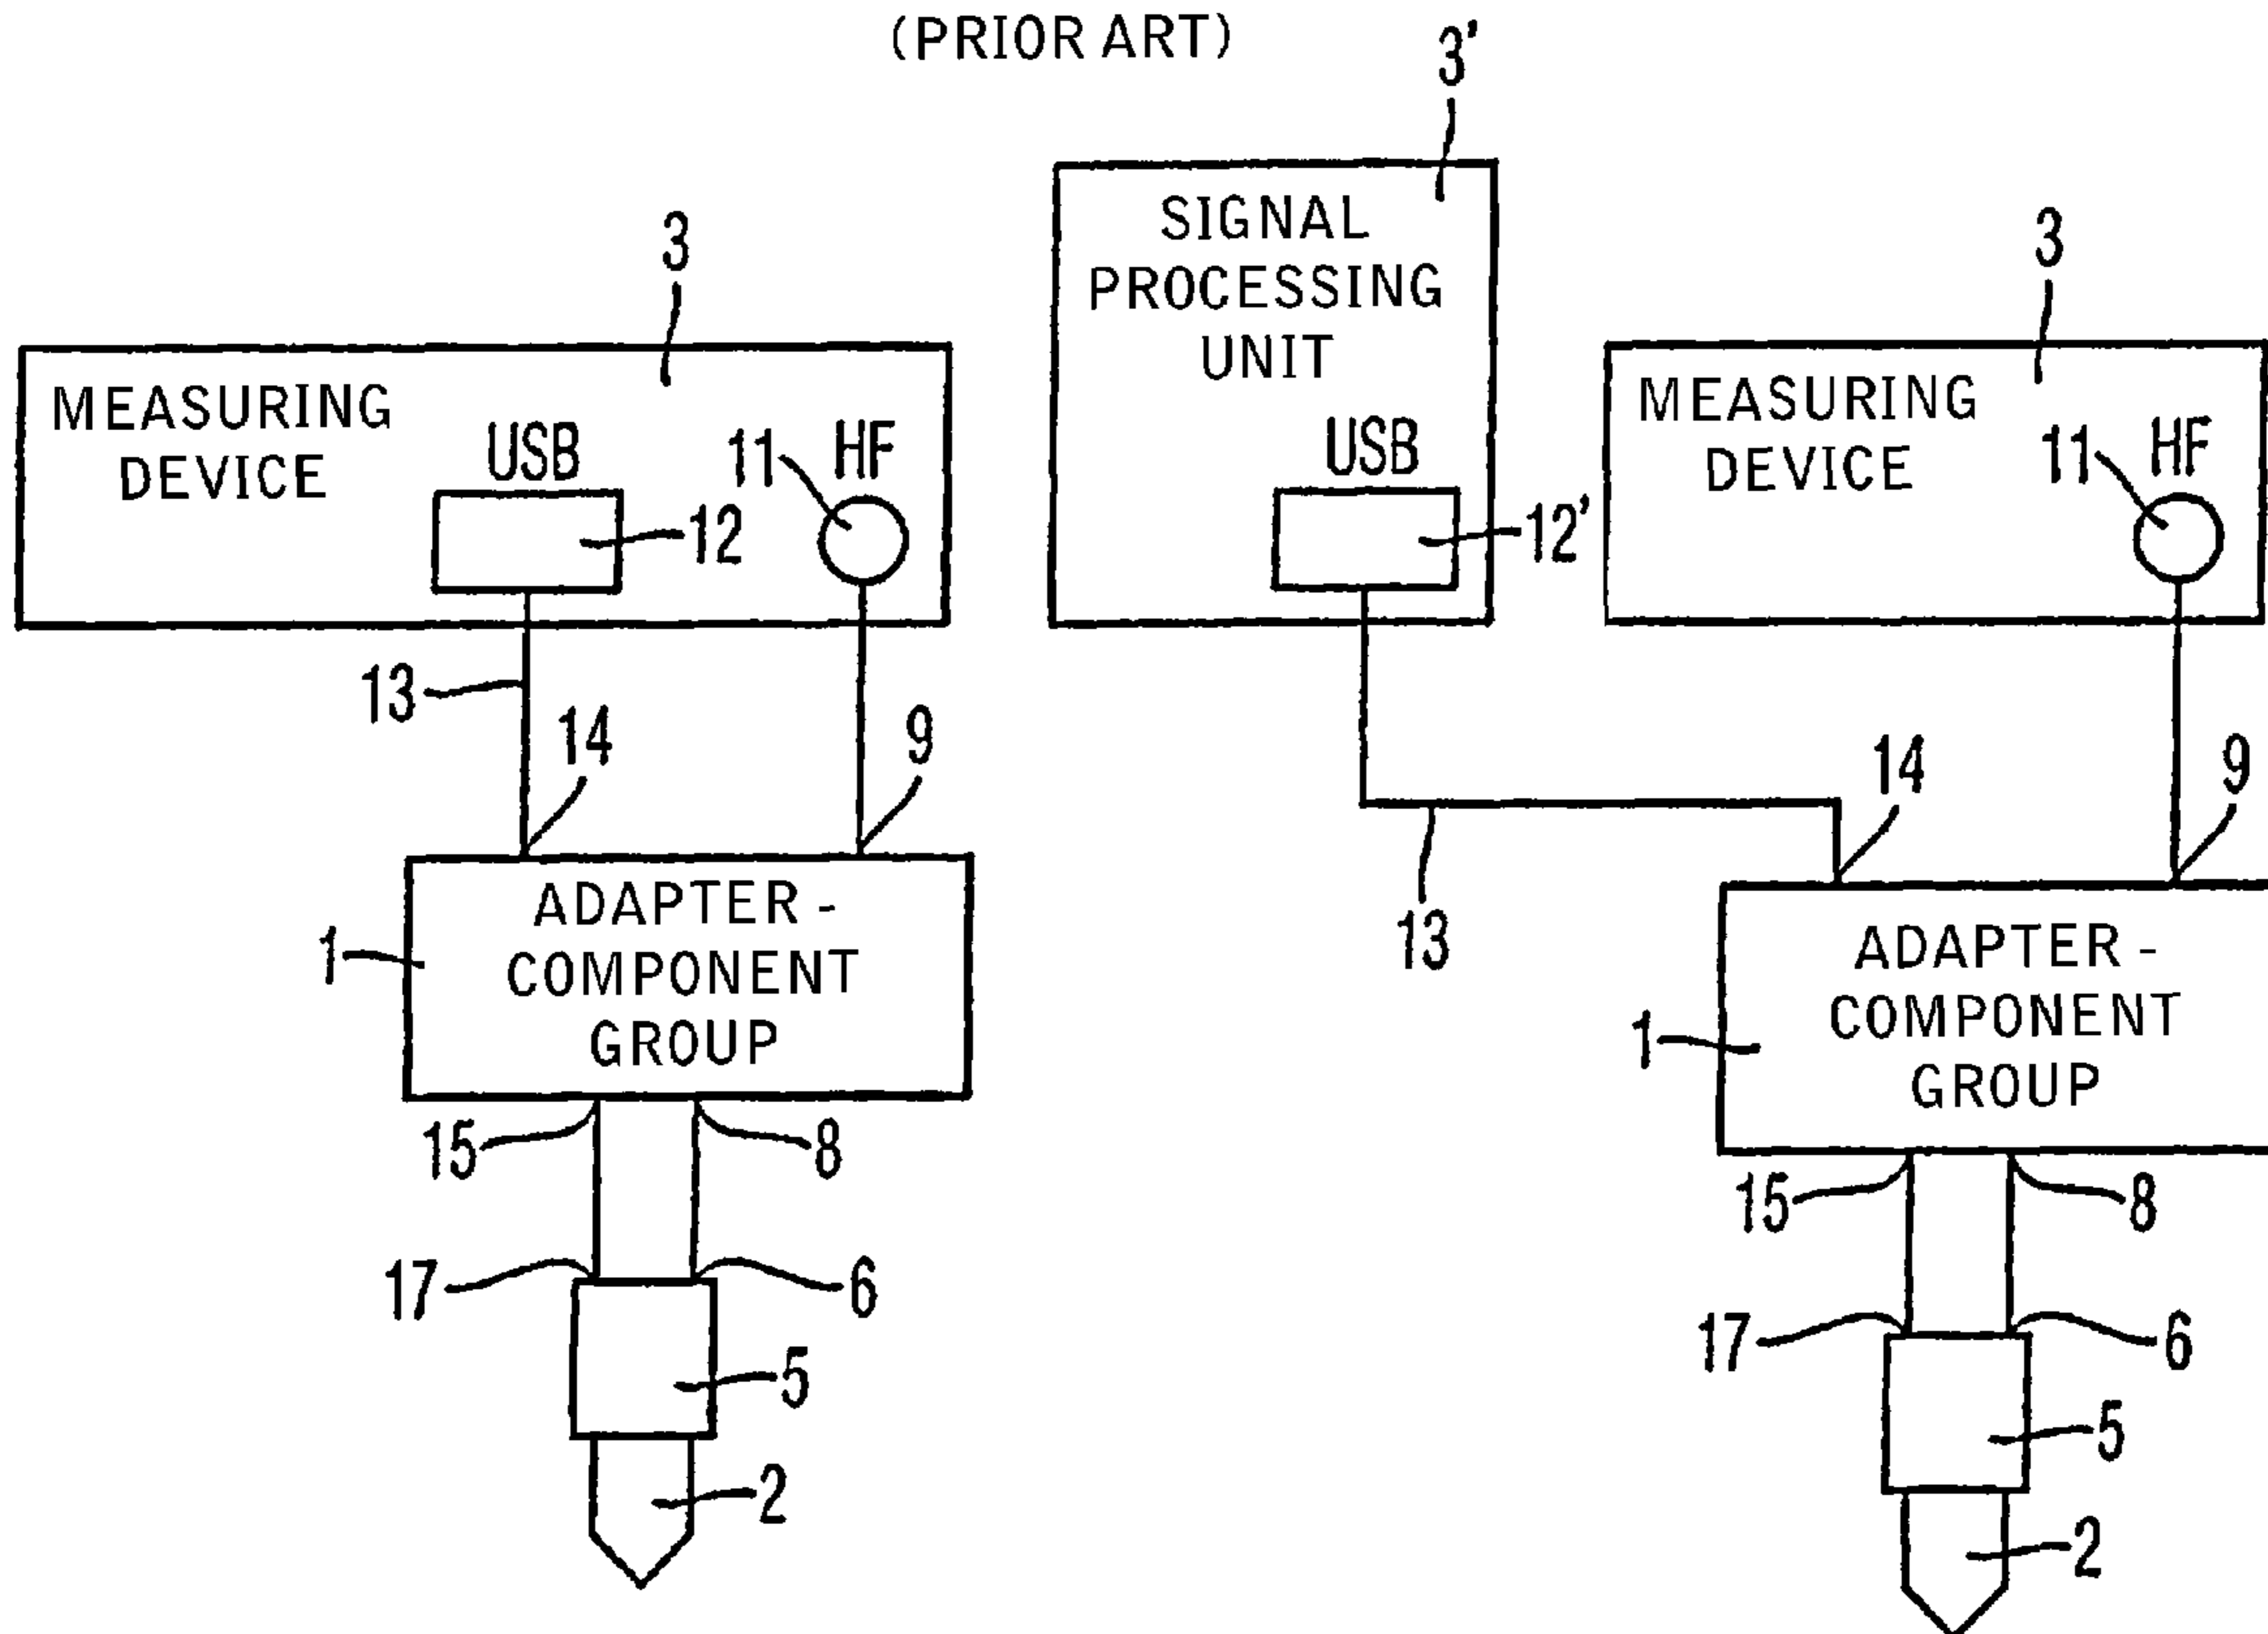 (PRIOR ART)
3'
3
SIGNAL
PROCESSING
UNIT
3
MEASURING
DEVICE
USB
11
HF
12
USB
12'
MEASURING
DEVICE
11
HF
13
14
9
13
14
9
1
ADAPTER -
COMPONENT
GROUP
1
ADAPTER -
COMPONENT
GROUP
15
8
15
8
17
6
17
6
5
5
2
2